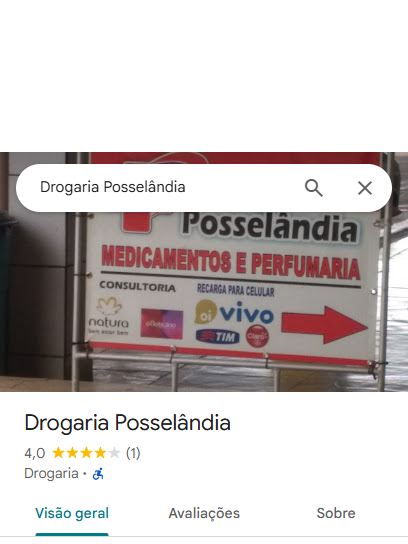 Drogaria Posselândia
Posselândia
MEDICAMENTOS E PERFUMARIA
CONSULTORIA
RECARGA PARA CELULAR
natura
bem estar bem
oi
vivo
TIM
Claro
Drogaria Posselândia
4,0 (1)
Drogaria ·
Visão geral
Avaliações
Sobre